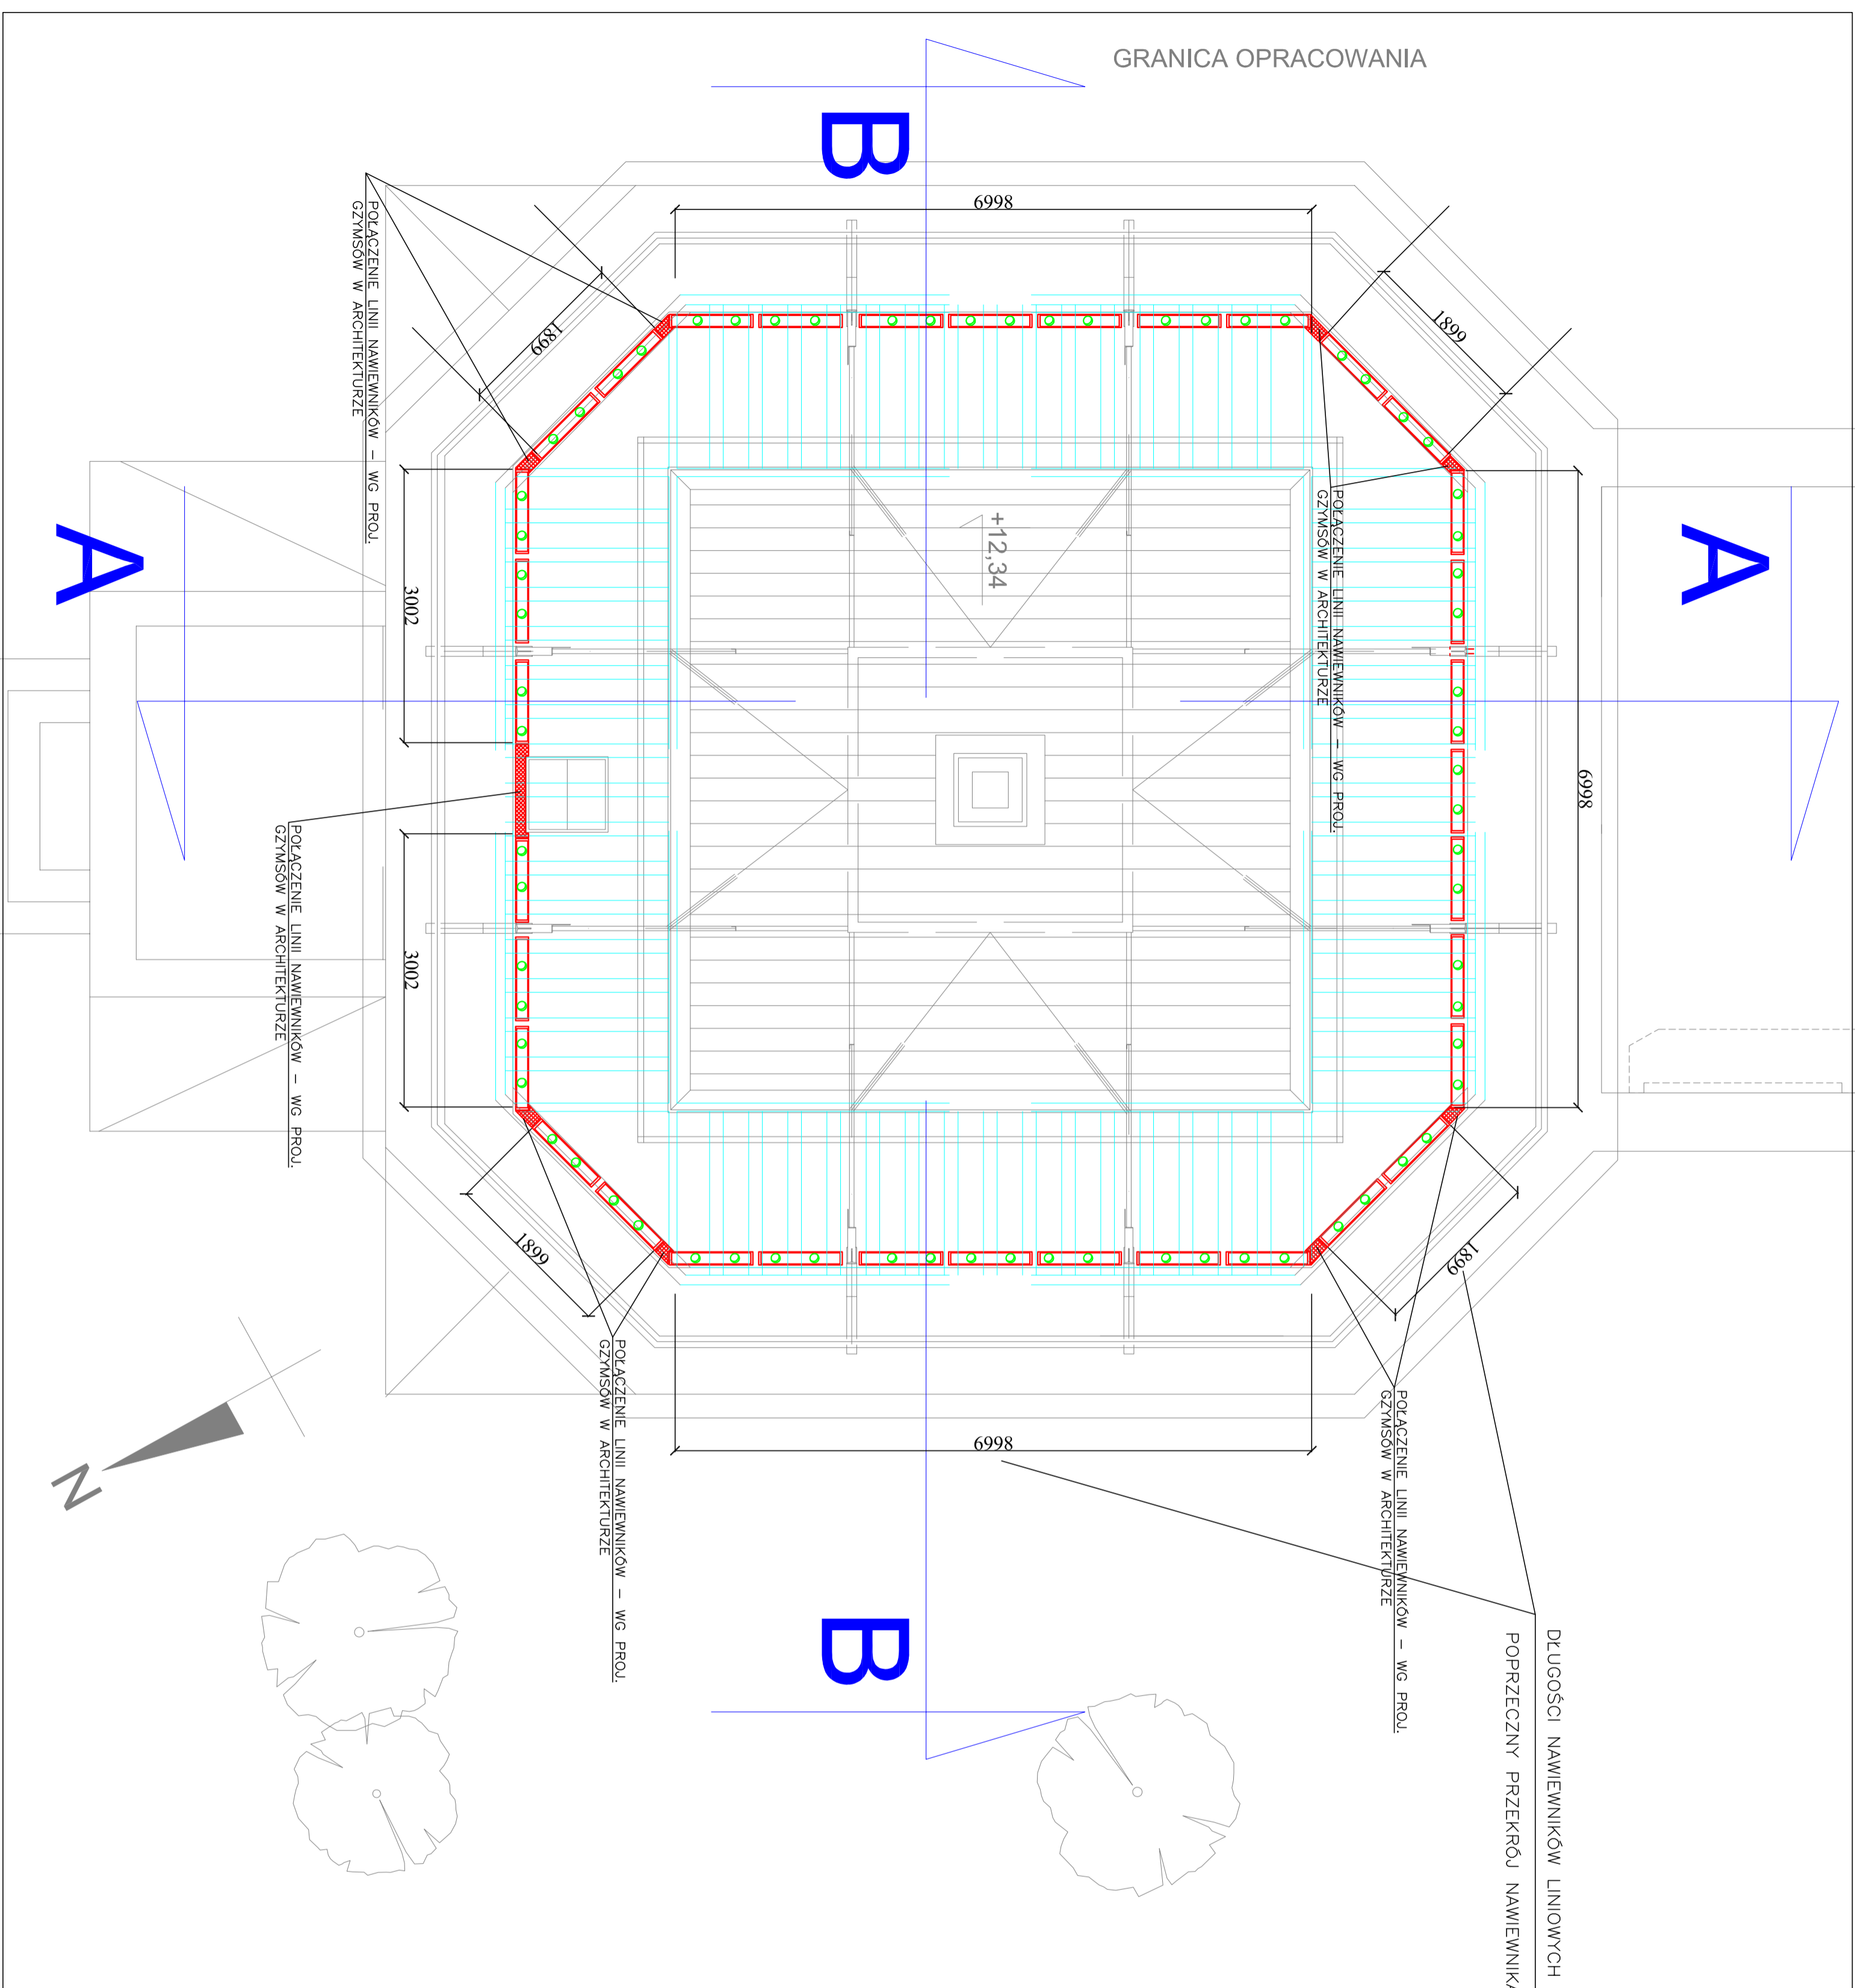 GRANICA OPRACOWANIA
B
6998
POŁĄCZENIE LINII NAWIEWNIKÓW – WG PROJ.
GZYMSÓW W ARCHITEKTURZE
1899
1899
A
A
+12,34
POŁĄCZENIE LINII NAWIEWNIKÓW – WG PROJ.
GZYMSÓW W ARCHITEKTURZE
3002
6998
POŁĄCZENIE LINII NAWIEWNIKÓW – WG PROJ.
GZYMSÓW W ARCHITEKTURZE
3002
1899
1899
POŁĄCZENIE LINII NAWIEWNIKÓW – WG PROJ.
GZYMSÓW W ARCHITEKTURZE
POŁĄCZENIE LINII NAWIEWNIKÓW – WG PROJ.
GZYMSÓW W ARCHITEKTURZE
6998
N
B
DŁUGOŚCI NAWIEWNIKÓW LINIOWYCH
POPRZECZNY PRZEKRÓJ NAWIEWNIKA